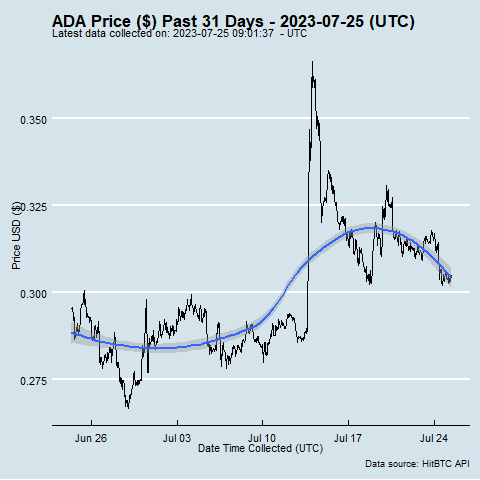 ADA Price ($) Past 31 Days - 2023-07-25 (UTC)
Latest data collected on: 2023-07-25 09:01:37 - UTC
Price USD ($)
0.350
0.325
0.300
0.275
Jun 26 Jul 03 Jul 10 Jul 17 Jul 24
Date Time Collected (UTC)
Data source: HitBTC API